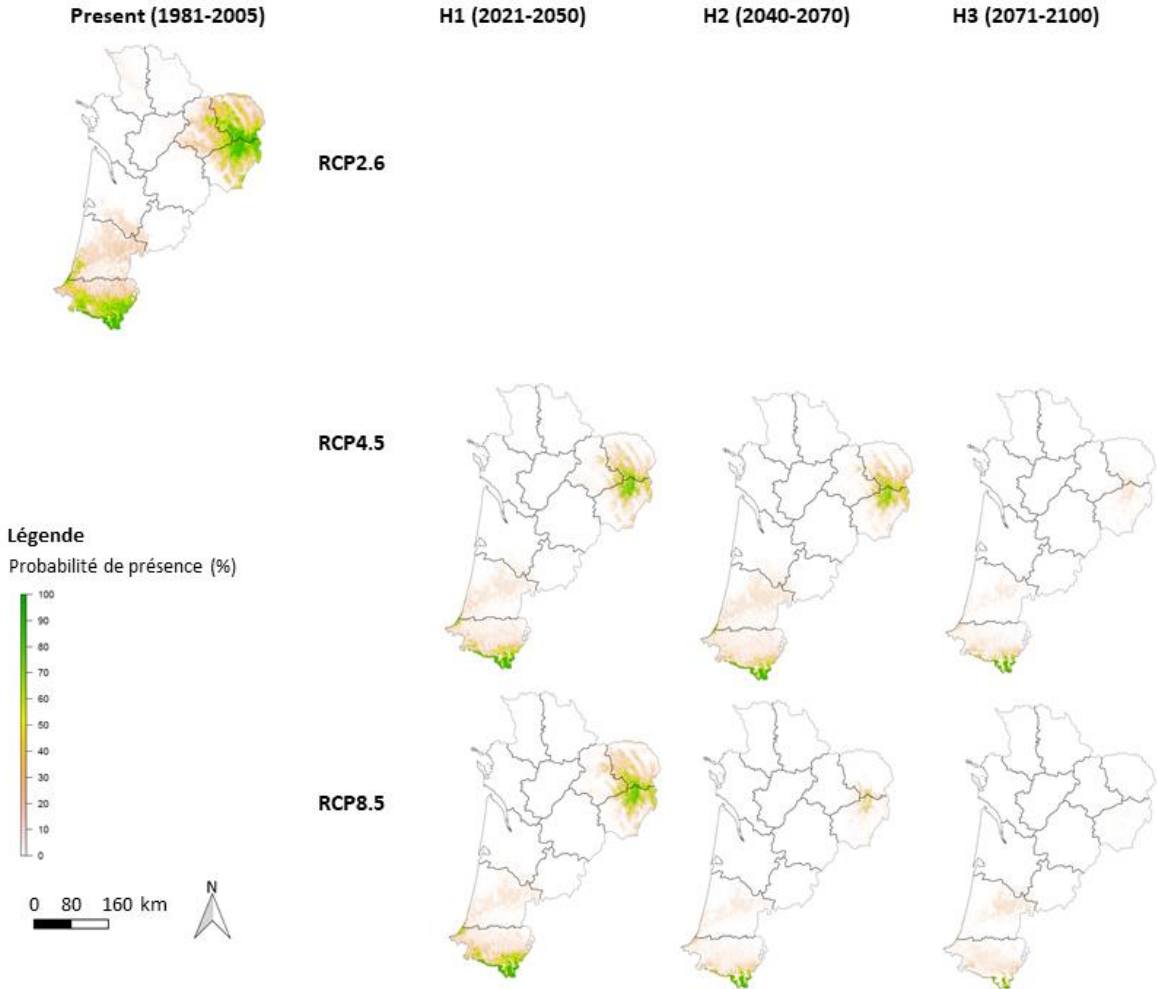 Present (1981-2005)
H1 (2021-2050)
H2 (2040-2070)
H3 (2071-2100)
RCP2.6
RCP4.5
Légende
Probabilité de présence (%)
100
90
80
70
60
50
40
30
20
10
0
RCP8.5
0 80 160 km
N